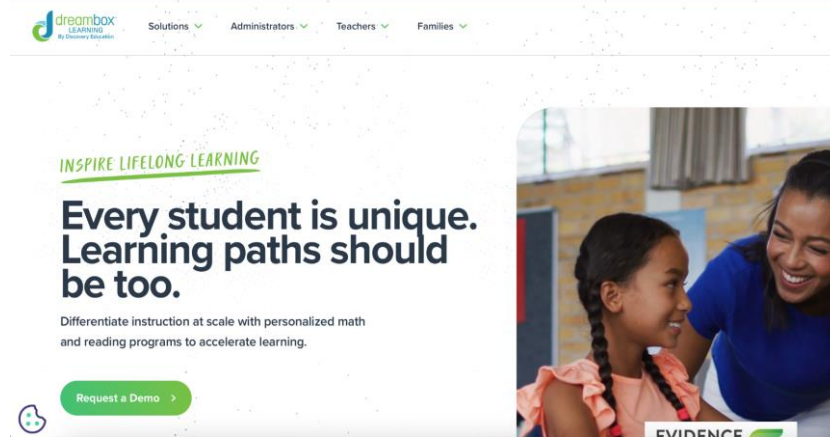 dreambox
LEARNING
By Discovery Education
Solutions
Administrators
Teachers
Families
INSPIRE LIFELONG LEARNING
Every student is unique.
Learning paths should
be too.
Differentiate instruction at scale with personalized math
and reading programs to accelerate learning.
Request a Demo
EVIDENCE